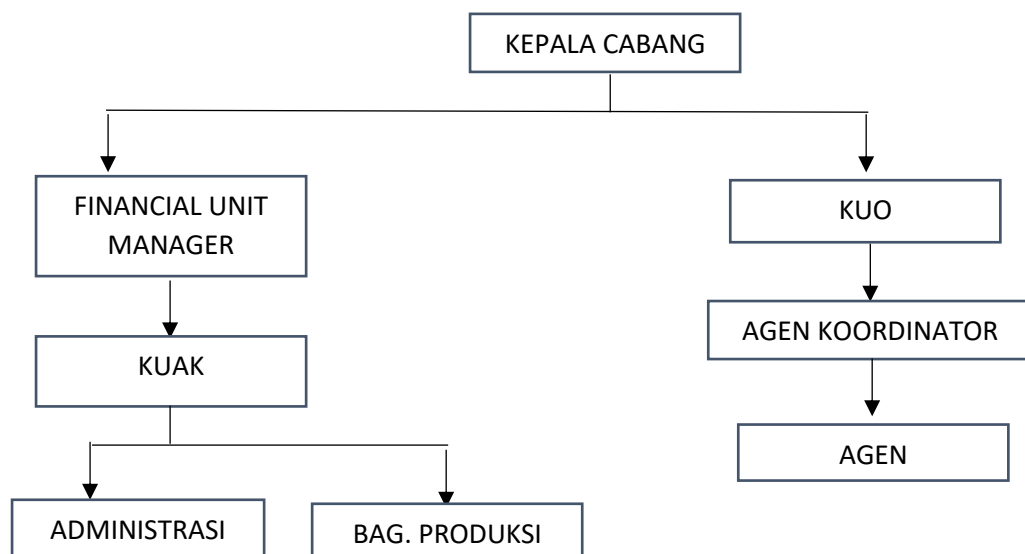 KEPALA CABANG
FINANCIAL UNIT
MANAGER
KUO
KUAK
AGEN KOORDINATOR
AGEN
ADMINISTRASI
BAG. PRODUKSI